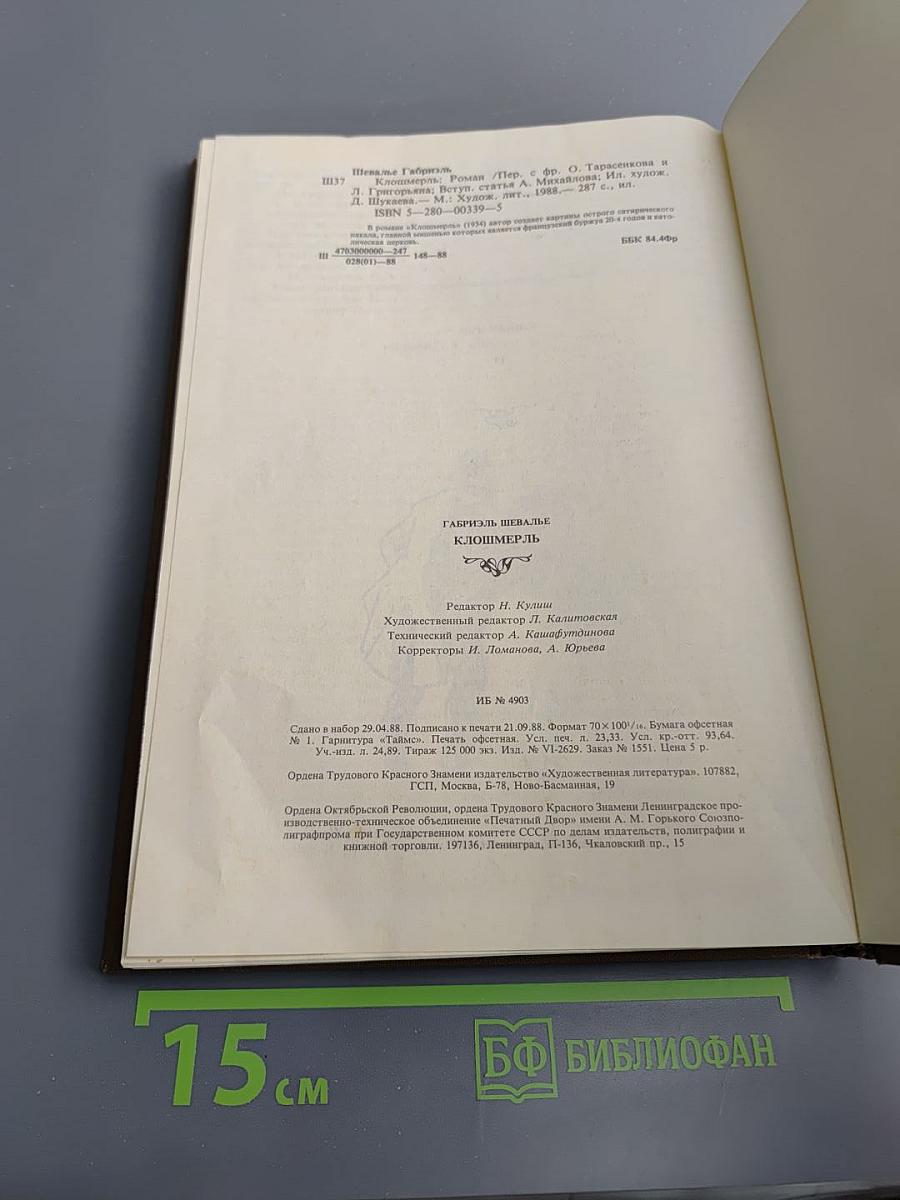 Шевалье Габриэль
Ш37 Клошмерль: Роман /Пер. с фр. О. Тарасенкова и
Л. Григорьяна; Вступ. статья А. Михайлова; Ил. худож.
Д. Шукаева.— М.: Худож. лит., 1988.— 287 с., ил.
ISBN 5—280—00339—5
В романе «Клошмерль» (1934) автор создает картины острого сатирического
накала, главной мишенью которых является французский буржуа 20-х годов и като-
лическая церковь.
Ш 4703000000—247 / 028(01)—88 148—88
ББК 84.4Фр
ГАБРИЭЛЬ ШЕВАЛЬЕ
КЛОШМЕРЛЬ
Редактор Н. Кулиш
Художественный редактор Л. Калитовская
Технический редактор А. Кашафутдинова
Корректоры И. Ломанова, А. Юрьева
ИБ № 4903
Сдано в набор 29.04.88. Подписано к печати 21.09.88. Формат 70×100¹/₁₆. Бумага офсетная
№ 1. Гарнитура «Таймс». Печать офсетная. Усл. печ. л. 23,33. Усл. кр.-отт. 93,64.
Уч.-изд. л. 24,89. Тираж 125 000 экз. Изд. № VI-2629. Заказ № 1551. Цена 5 р.
Ордена Трудового Красного Знамени издательство «Художественная литература». 107882,
ГСП, Москва, Б-78, Ново-Басманная, 19
Ордена Октябрьской Революции, ордена Трудового Красного Знамени Ленинградское про-
изводственно-техническое объединение «Печатный Двор» имени А. М. Горького Союзпо-
лиграфпрома при Государственном комитете СССР по делам издательств, полиграфии и
книжной торговли. 197136, Ленинград, П-136, Чкаловский пр., 15
15 см
БФ БИБЛИОФАН